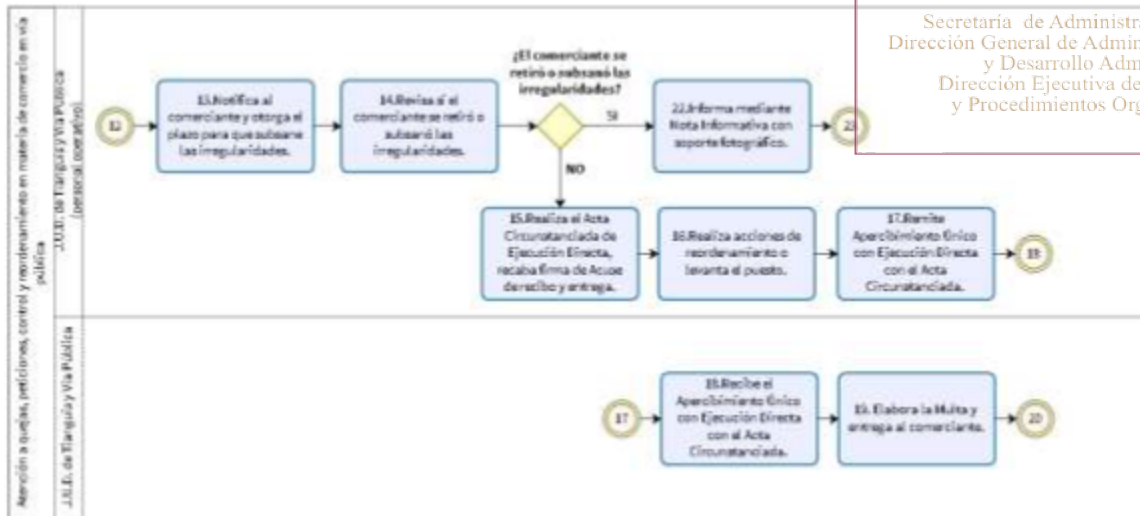 Secretaría de Administra
Dirección General de Admin
y Desarrollo Adm
Dirección Ejecutiva de
y Procedimientos Org
Atención a quejas, peticiones, control y reordenamiento en materia de comercio en vía
pública
J.U.D. de Tianguis y Vía Pública
(personal operativo)
12
13.Notifica al
comerciante y otorga el
plazo para que subsane
las irregularidades.
14.Revisa si el
comerciante se retiró o
subsanó las
irregularidades.
¿El comerciante se
retiró o subsanó las
irregularidades?
SI
22.Informa mediante
Nota Informativa con
soporte fotográfico.
23
NO
15.Realiza el Acta
Circunstanciada de
Ejecución Directa,
recaba firma de Acuse
de recibo y entrega.
16.Realiza acciones de
reordenamiento o
levanta el puesto.
17.Remite
Apercibimiento Único
con Ejecución Directa
con el Acta
Circunstanciada.
18
J.U.D. de Tianguis y Vía Pública
17
18.Recibe el
Apercibimiento Único
con Ejecución Directa
con el Acta
Circunstanciada.
19. Elabora la Multa y
entrega al comerciante.
20